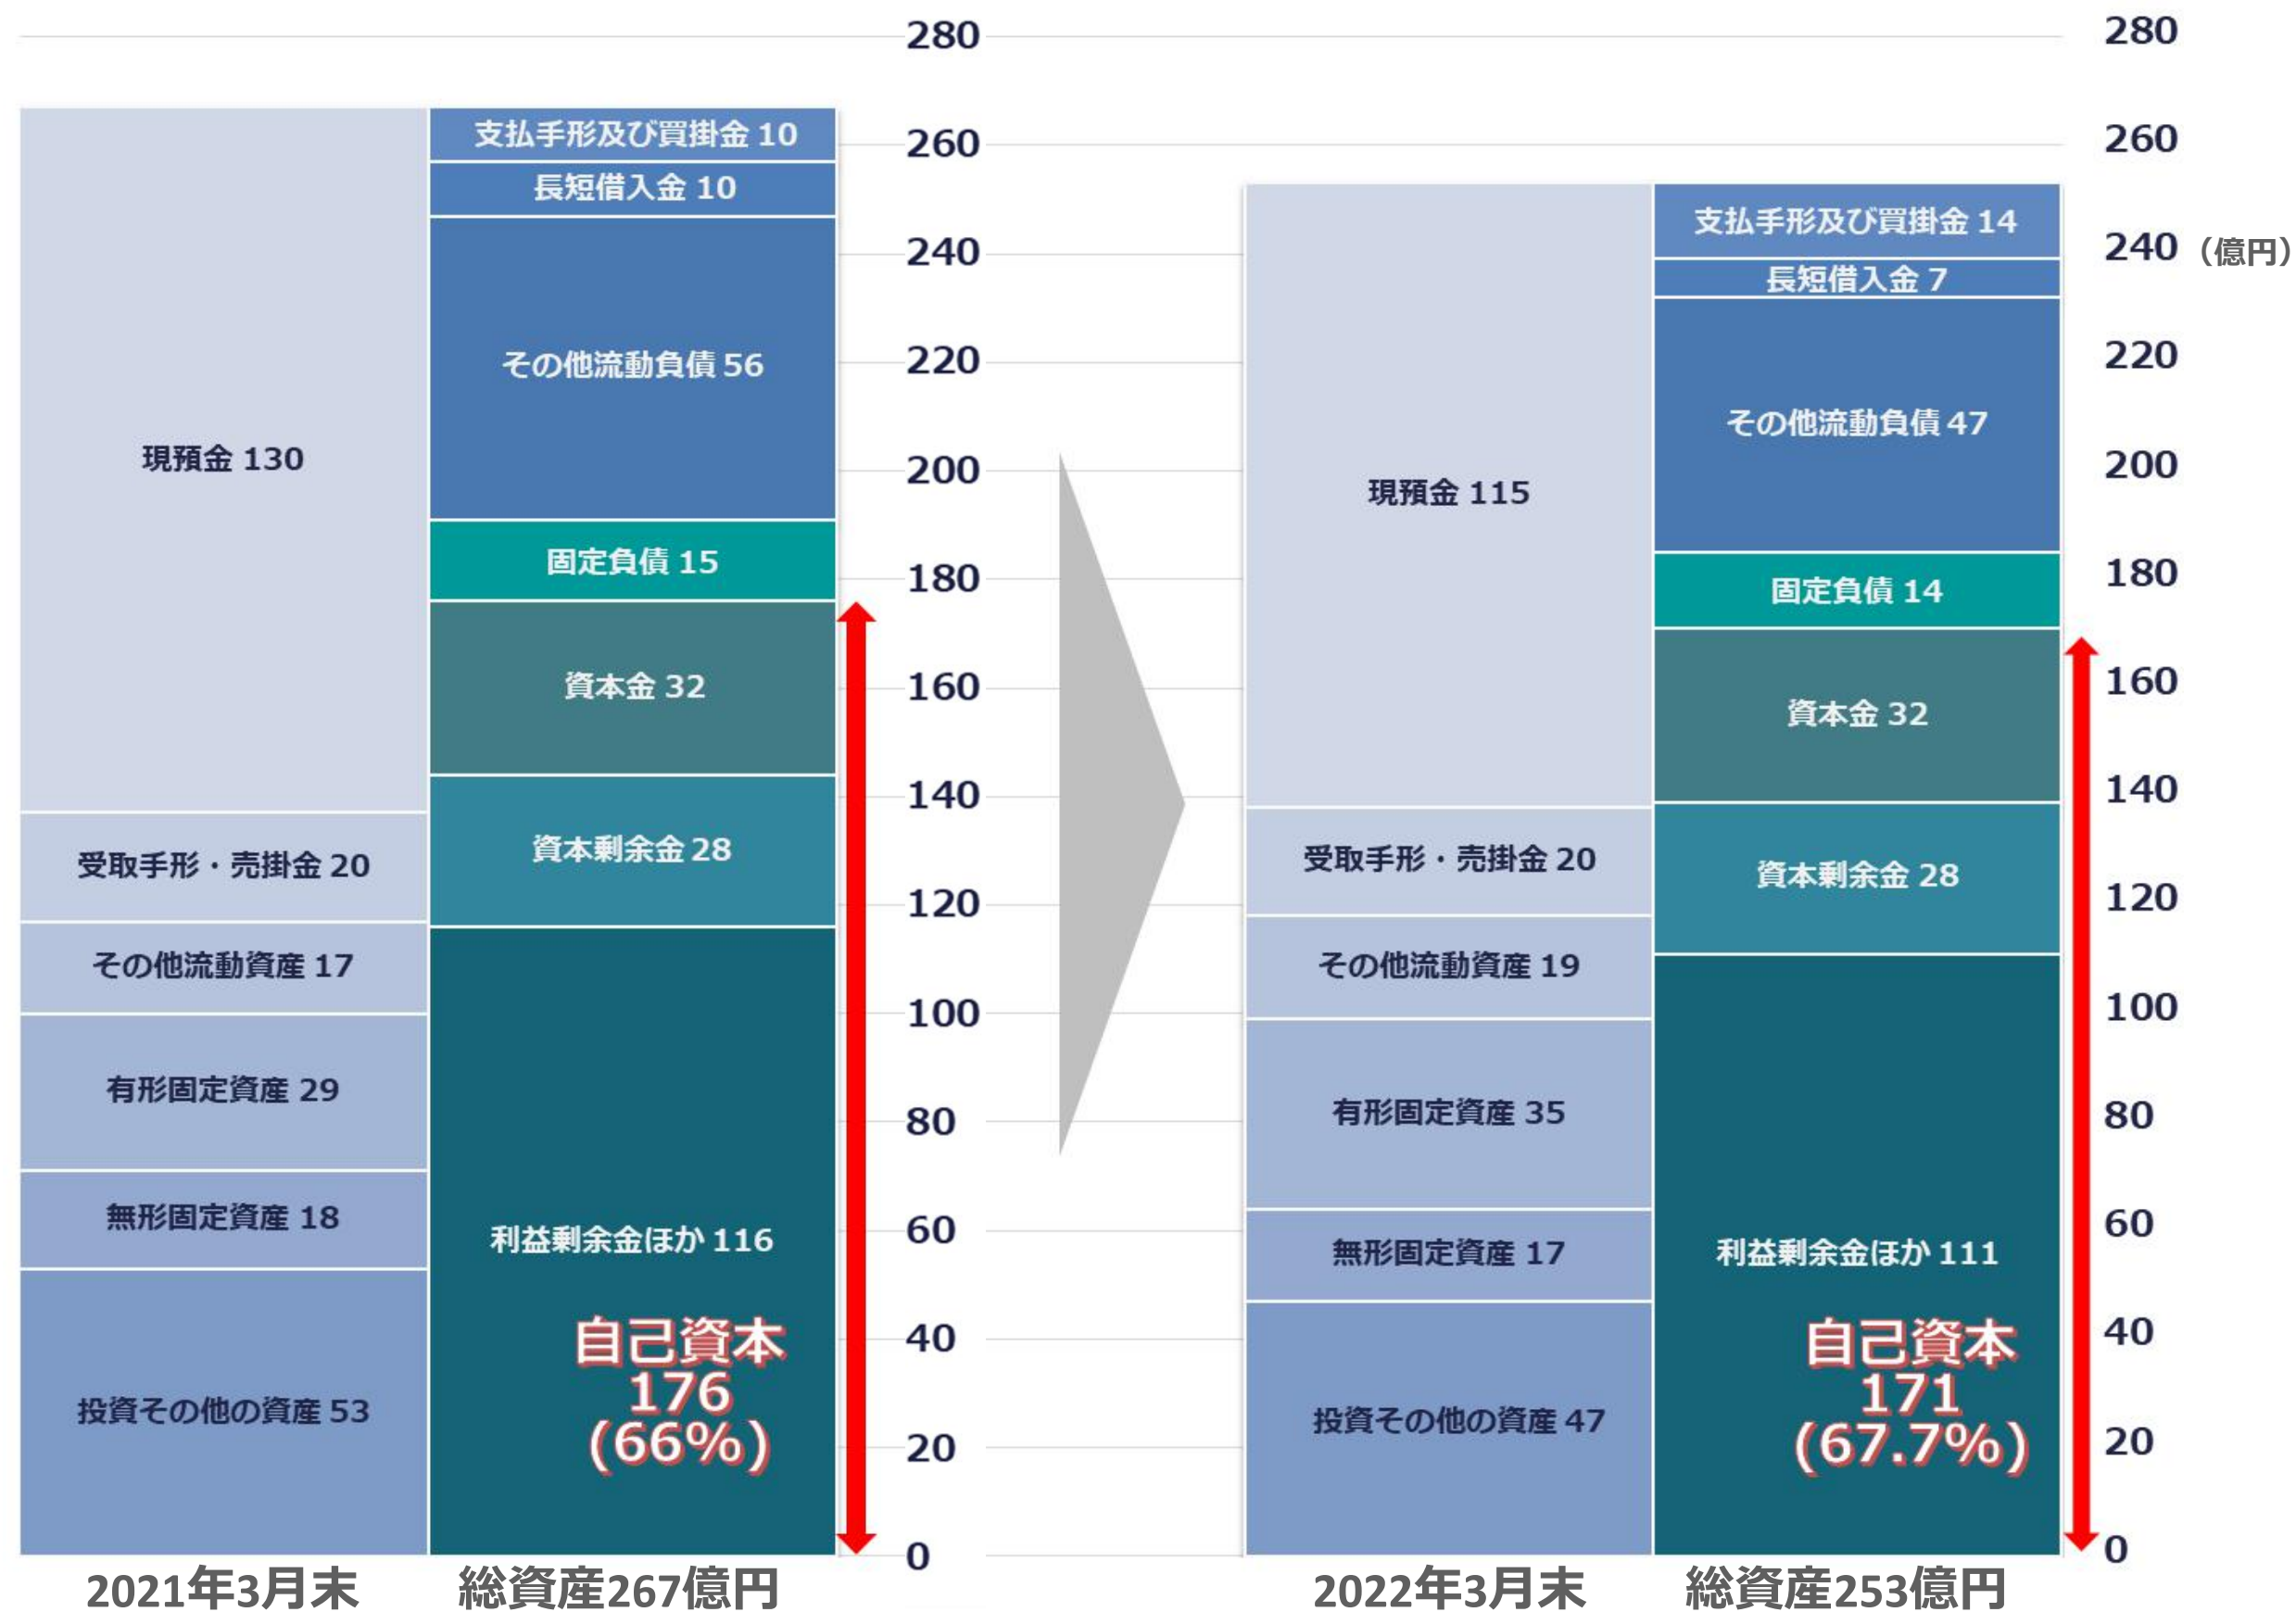 280
260
240
220
200
180
160
140
120
100
80
60
40
20
0
現預金 130
受取手形・売掛金 20
その他流動資産 17
有形固定資産 29
無形固定資産 18
投資その他の資産 53
支払手形及び買掛金 10
長短借入金 10
その他流動負債 56
固定負債 15
資本金 32
資本剰余金 28
利益剰余金ほか 116
自己資本
176
(66%)
2021年3月末
総資産267億円
現預金 115
受取手形・売掛金 20
その他流動資産 19
有形固定資産 35
無形固定資産 17
投資その他の資産 47
支払手形及び買掛金 14
長短借入金 7
その他流動負債 47
固定負債 14
資本金 32
資本剰余金 28
利益剰余金ほか 111
自己資本
171
(67.7%)
2022年3月末
総資産253億円
280
260
240（億円）
220
200
180
160
140
120
100
80
60
40
20
0